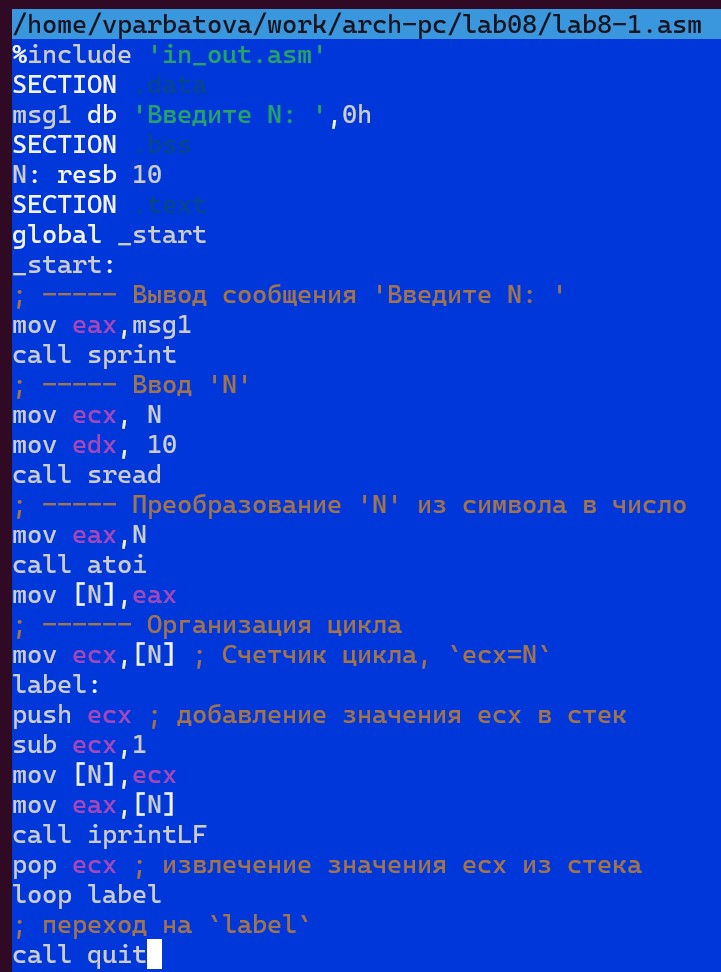 /home/vparbatova/work/arch-pc/lab08/lab8-1.asm
%include 'in_out.asm'
SECTION .data
msg1 db 'Введите N: ',0h
SECTION .bss
N: resb 10
SECTION .text
global _start
_start:
; ----- Вывод сообщения 'Введите N: '
mov eax,msg1
call sprint
; ----- Ввод 'N'
mov ecx, N
mov edx, 10
call sread
; ----- Преобразование 'N' из символа в число
mov eax,N
call atoi
mov [N],eax
; ------ Организация цикла
mov ecx,[N] ; Счетчик цикла, `ecx=N`
label:
push ecx ; добавление значения ecx в стек
sub ecx,1
mov [N],ecx
mov eax,[N]
call iprintLF
pop ecx ; извлечение значения ecx из стека
loop label
; переход на `label`
call quit